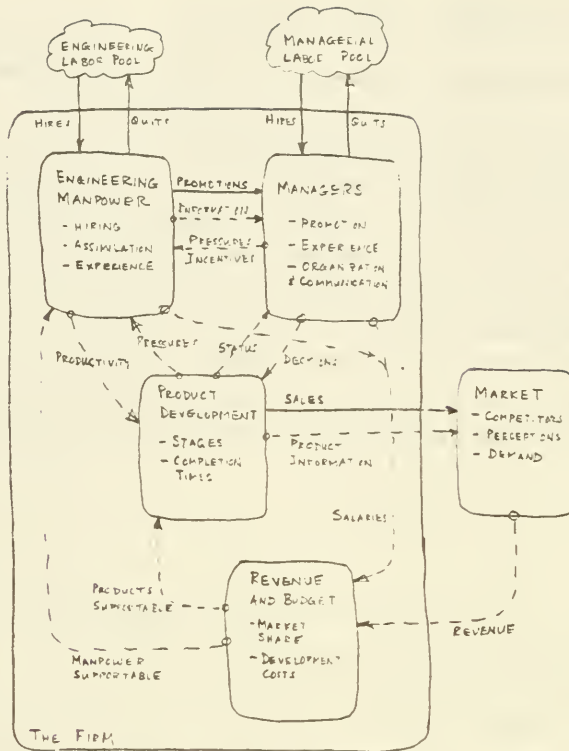 ENGINEERING
LABOR POOL
MANAGERIAL
LABOR POOL
HIRES
QUITS
HIRES
QUITS
ENGINEERING
MANPOWER
- HIRING
- ASSIMILATION
- EXPERIENCE
PROMOTIONS
INFORMATION
PRESSURES
INCENTIVES
MANAGERS
- PROMOTION
- EXPERIENCE
- ORGANIZATION
& COMMUNICATION
PRODUCTIVITY
PRESSURES
STATUS
PRODUCT
DEVELOPMENT
- STAGES
- COMPLETION
TIMES
SALES
PRODUCT
INFORMATION
MARKET
- COMPETITORS
- PERCEPTIONS
- DEMAND
SALARIES
PRODUCTS
SUPPORTABLE
MANPOWER
SUPPORTABLE
REVENUE
AND BUDGET
- MARKET
SHARE
- DEVELOPMENT
COSTS
REVENUE
THE FIRM